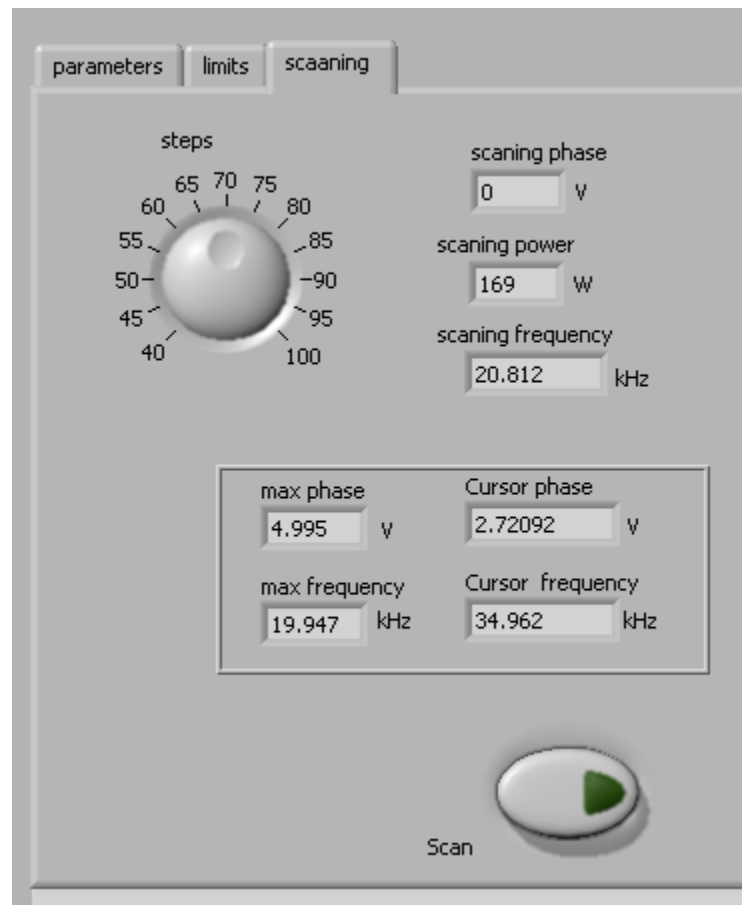 parameters limits scaaning
steps
40 45 50 55 60 65 70 75 80 85 90 95 100
scaning phase
0 V
scaning power
169 W
scaning frequency
20.812 kHz
max phase Cursor phase
4.995 V 2.72092 V
max frequency Cursor frequency
19.947 kHz 34.962 kHz
Scan